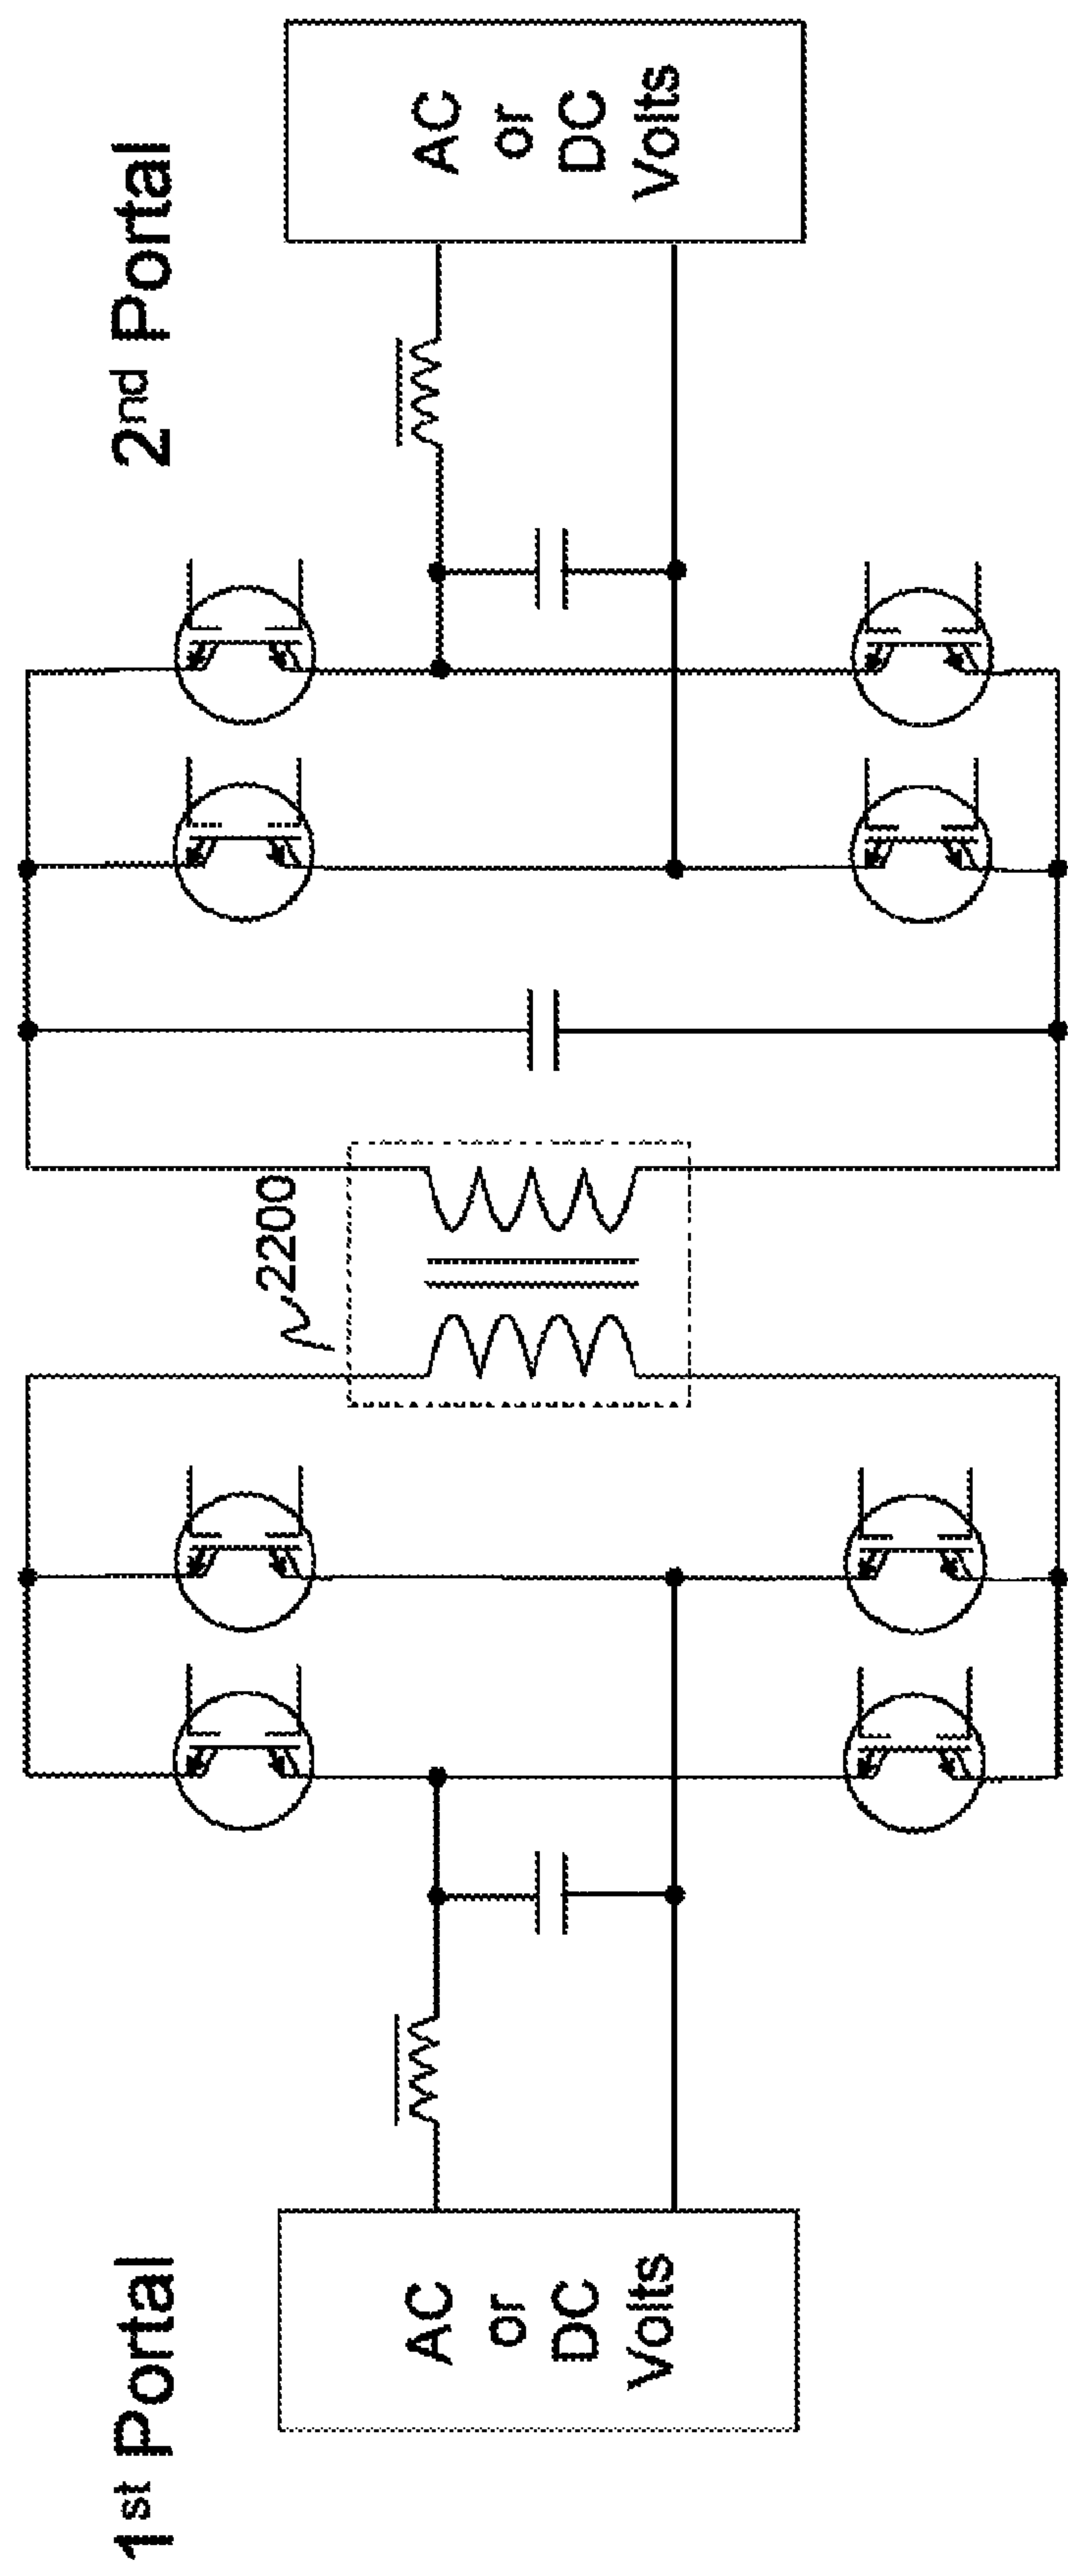 1st Portal
AC
or
DC
Volts
2200
2nd Portal
AC
or
DC
Volts